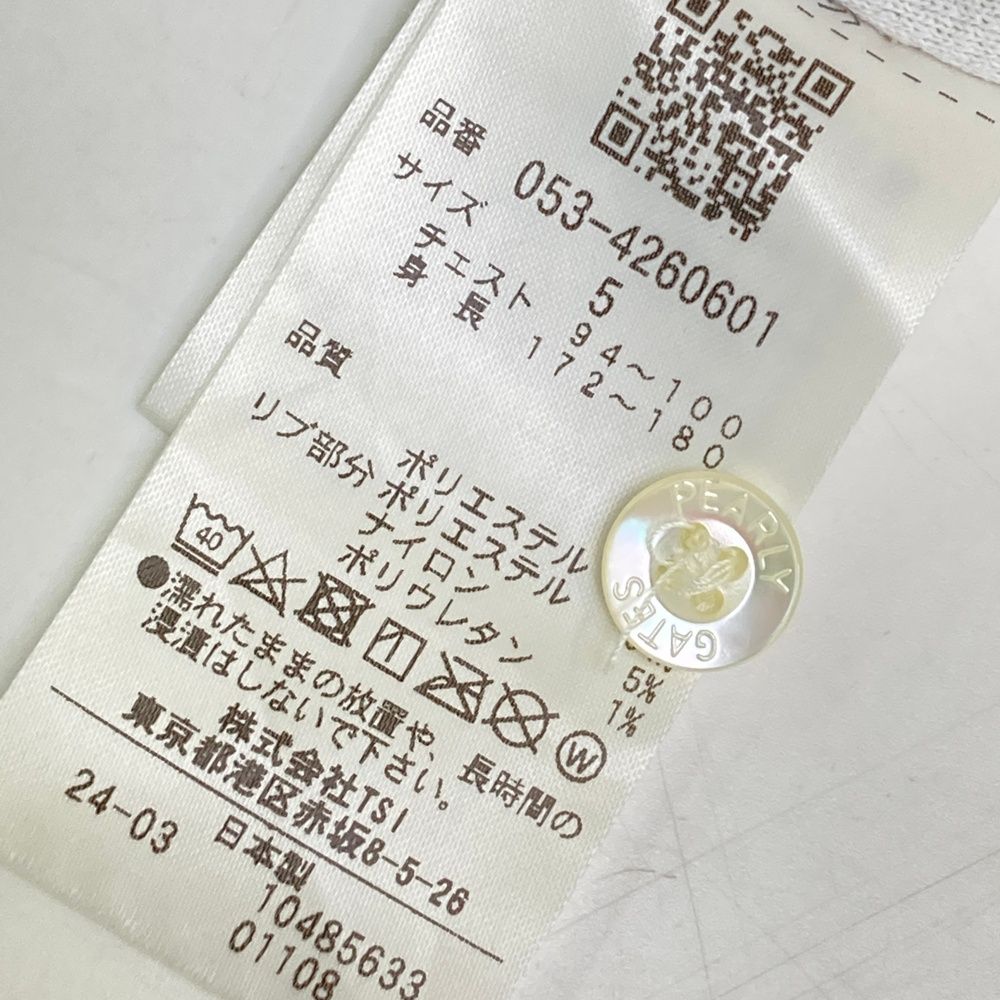 品番 053-4260601
サイズ 5
チェスト 94～100
身長 172～180
品質
ポリエステル
リブ部分 ポリエステル
ナイロン 5%
ポリウレタン 1%
40
W
●濡れたままの放置や、長時間の
浸漬はしないで下さい。
株式会社TSI
東京都港区赤坂8-5-26
24-03 日本製
10485633
01108
PEARLY GATES